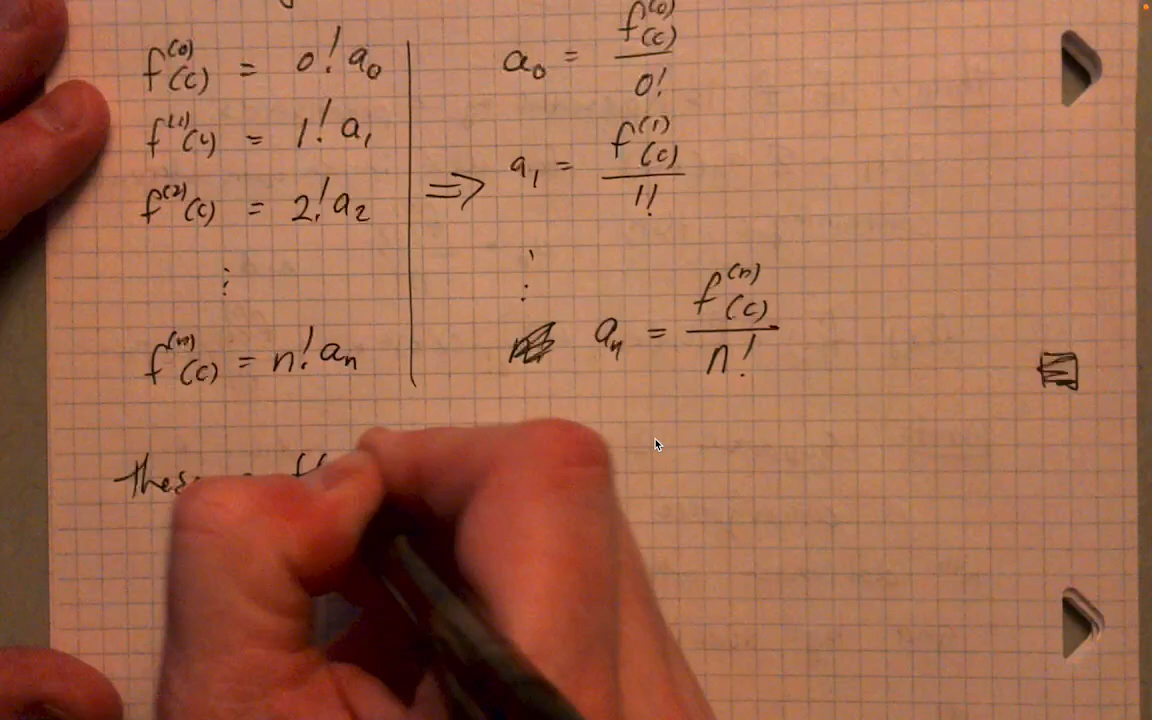 f^(0)(c) = 0! a_0
f^(1)(c) = 1! a_1
f^(2)(c) = 2! a_2
⋮
f^(n)(c) = n! a_n
⇒
a_0 = f^(0)(c) / 0!
a_1 = f^(1)(c) / 1!
⋮
a_n = f^(n)(c) / n!